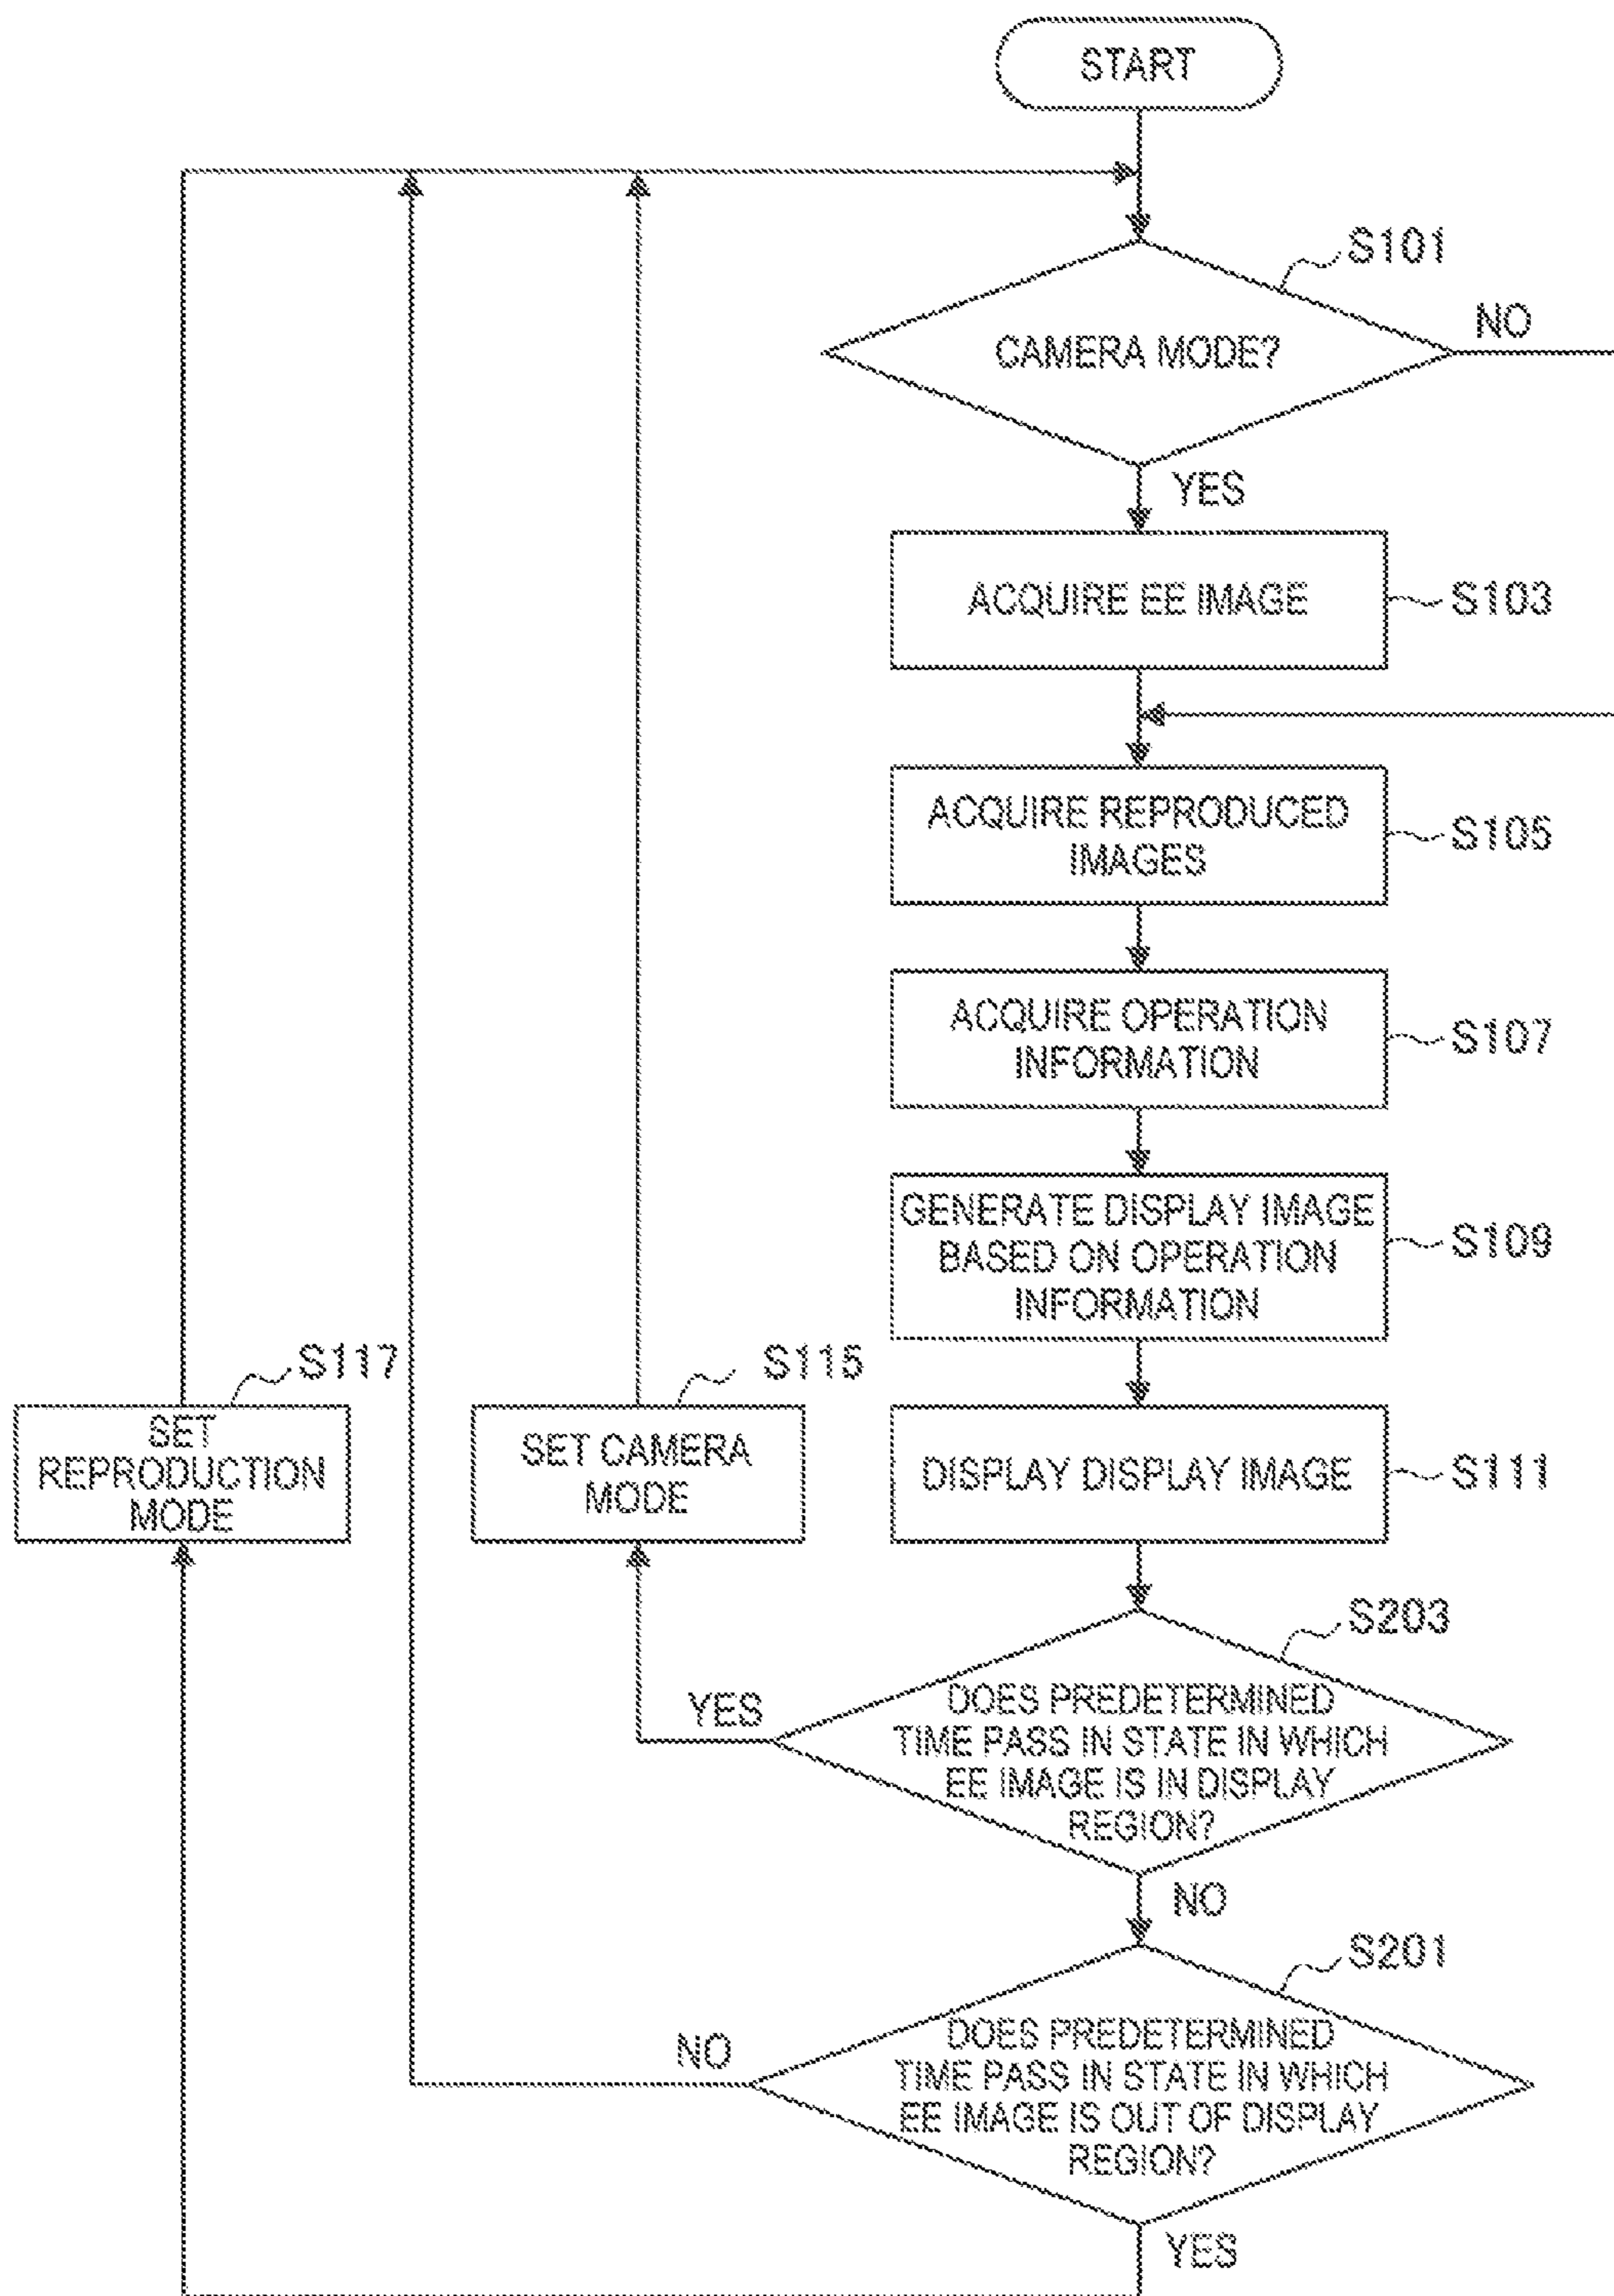 START
S101
CAMERA MODE?
NO
YES
ACQUIRE EE IMAGE
S103
ACQUIRE REPRODUCED
IMAGES
S105
ACQUIRE OPERATION
INFORMATION
S107
GENERATE DISPLAY IMAGE
BASED ON OPERATION
INFORMATION
S109
S117
SET
REPRODUCTION
MODE
S115
SET CAMERA
MODE
DISPLAY DISPLAY IMAGE
S111
S203
YES
DOES PREDETERMINED
TIME PASS IN STATE IN WHICH
EE IMAGE IS IN DISPLAY
REGION?
NO
S201
NO
DOES PREDETERMINED
TIME PASS IN STATE IN WHICH
EE IMAGE IS OUT OF DISPLAY
REGION?
YES